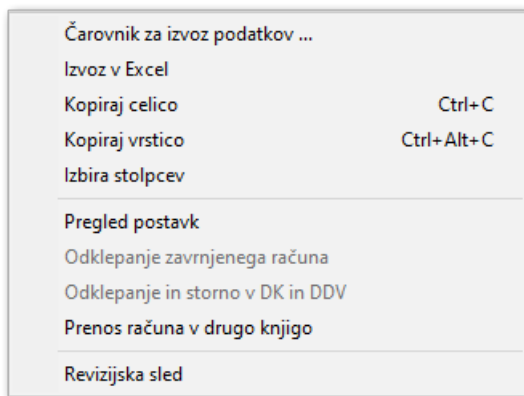 Čarovnik za izvoz podatkov ...
Izvoz v Excel
Kopiraj celico Ctrl+C
Kopiraj vrstico Ctrl+Alt+C
Izbira stolpcev
Pregled postavk
Odklepanje zavrnjenega računa
Odklepanje in storno v DK in DDV
Prenos računa v drugo knjigo
Revizijska sled